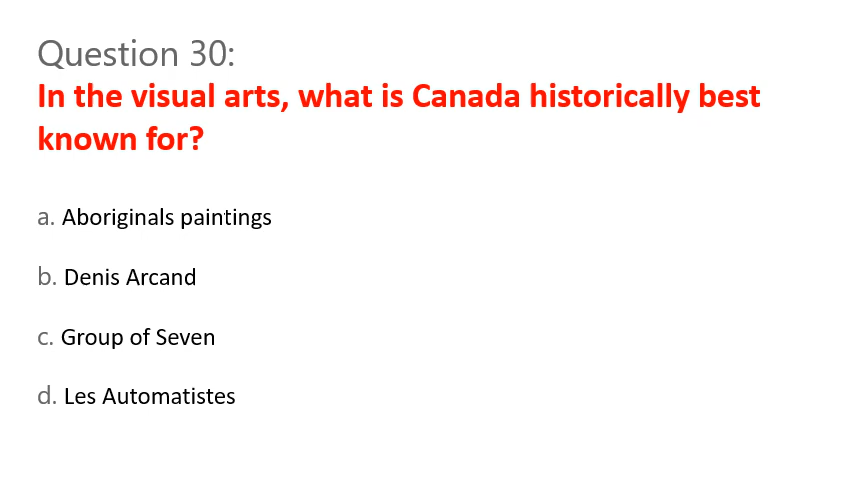 Question 30:
In the visual arts, what is Canada historically best
known for?
a. Aboriginals paintings
b. Denis Arcand
c. Group of Seven
d. Les Automatistes